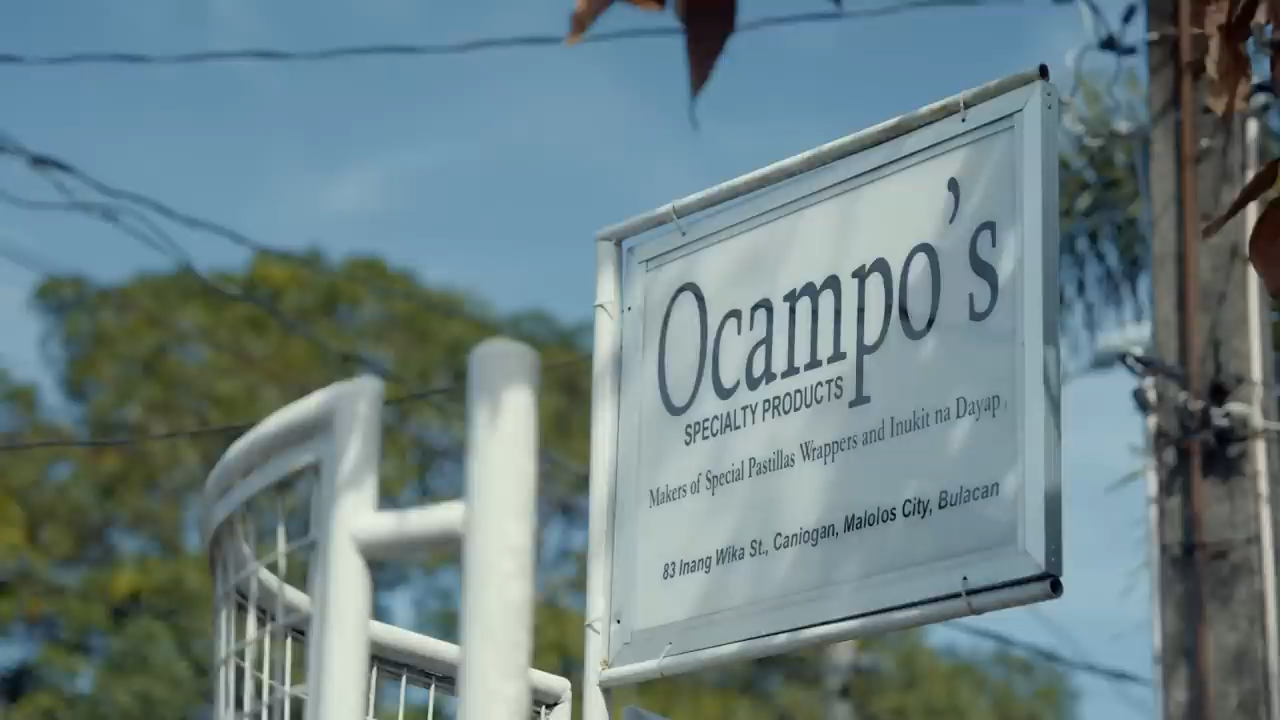 Ocampo's
SPECIALTY PRODUCTS
Makers of Special Pastillas Wrappers and Inukit na Dayap
83 Inang Wika St., Caniogan, Malolos City, Bulacan